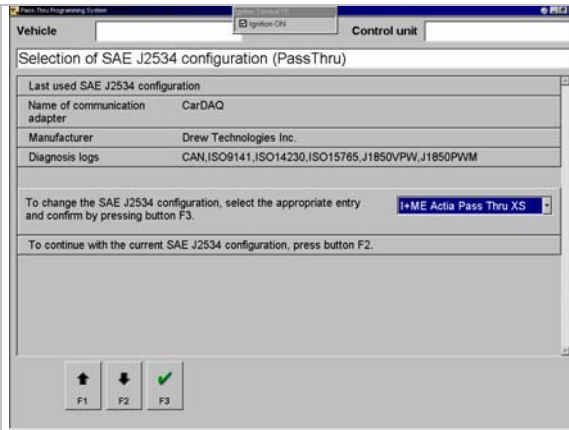 Pass-Thru Programming System
Ignition ON
Vehicle
Control unit
Selection of SAE J2534 configuration (PassThru)
Last used SAE J2534 configuration
Name of communication adapter CarDAQ
Manufacturer Drew Technologies Inc.
Diagnosis logs CAN,ISO9141,ISO14230,ISO15765,J1850VPW,J1850PWM
To change the SAE J2534 configuration, select the appropriate entry
and confirm by pressing button F3.
I+ME Actia Pass Thru XS
To continue with the current SAE J2534 configuration, press button F2.
F1 F2 F3